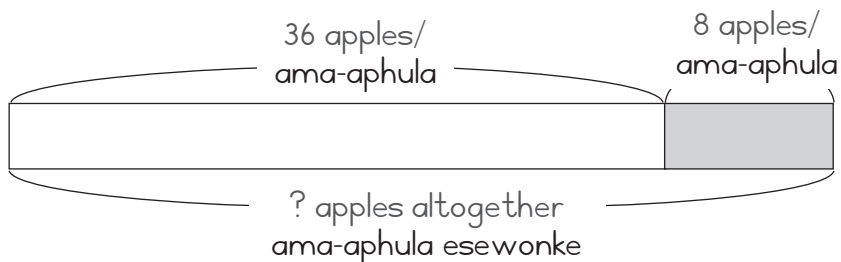 36 apples/
ama-aphula
8 apples/
ama-aphula
? apples altogether
ama-aphula esewonke